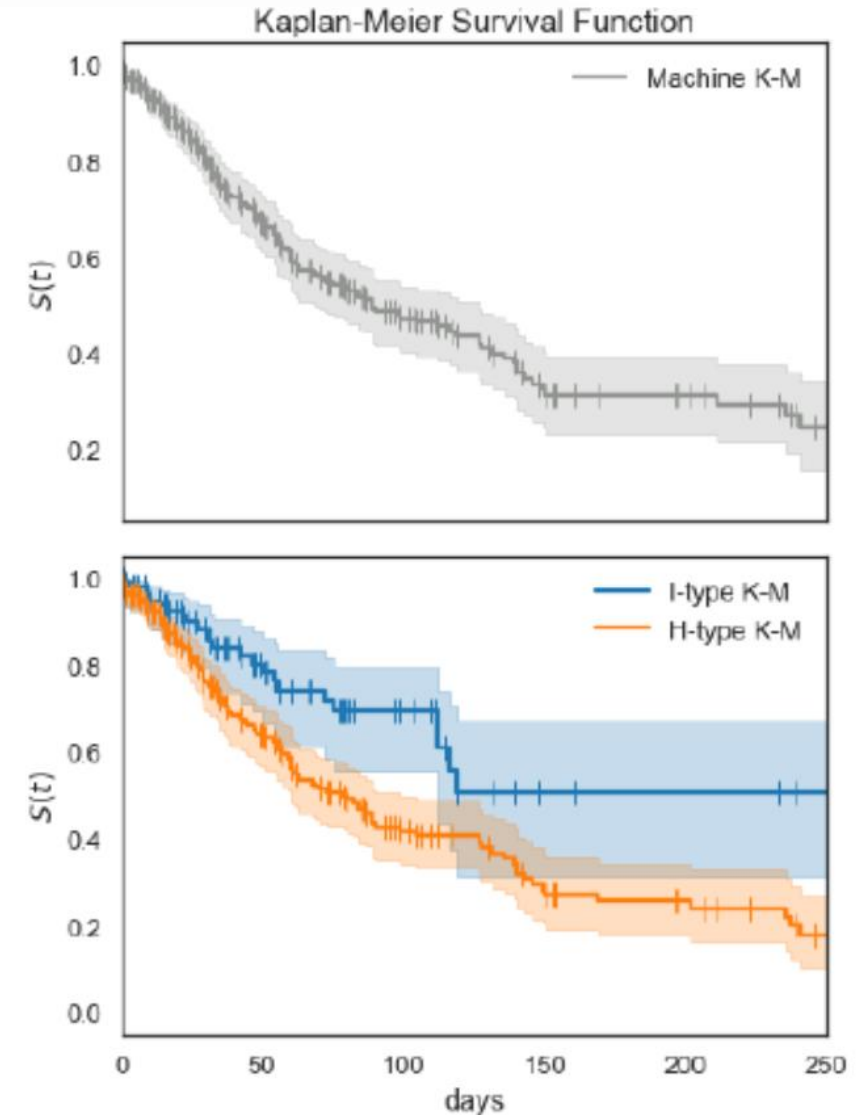 Kaplan-Meier Survival Function
Machine K-M
1.0
0.8
0.6
0.4
0.2
S(t)
I-type K-M
H-type K-M
1.0
0.8
0.6
0.4
0.2
0.0
S(t)
0 50 100 150 200 250
days